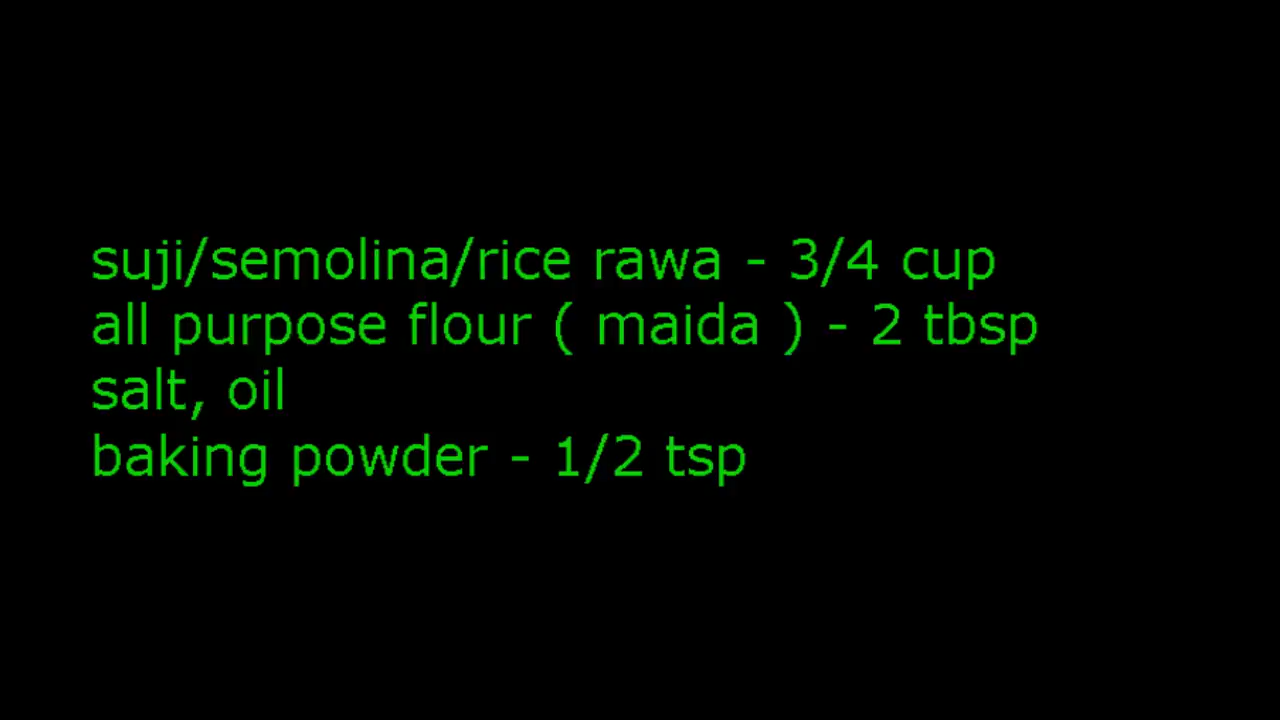 suji/semolina/rice rawa - 3/4 cup
all purpose flour ( maida ) - 2 tbsp
salt, oil
baking powder - 1/2 tsp